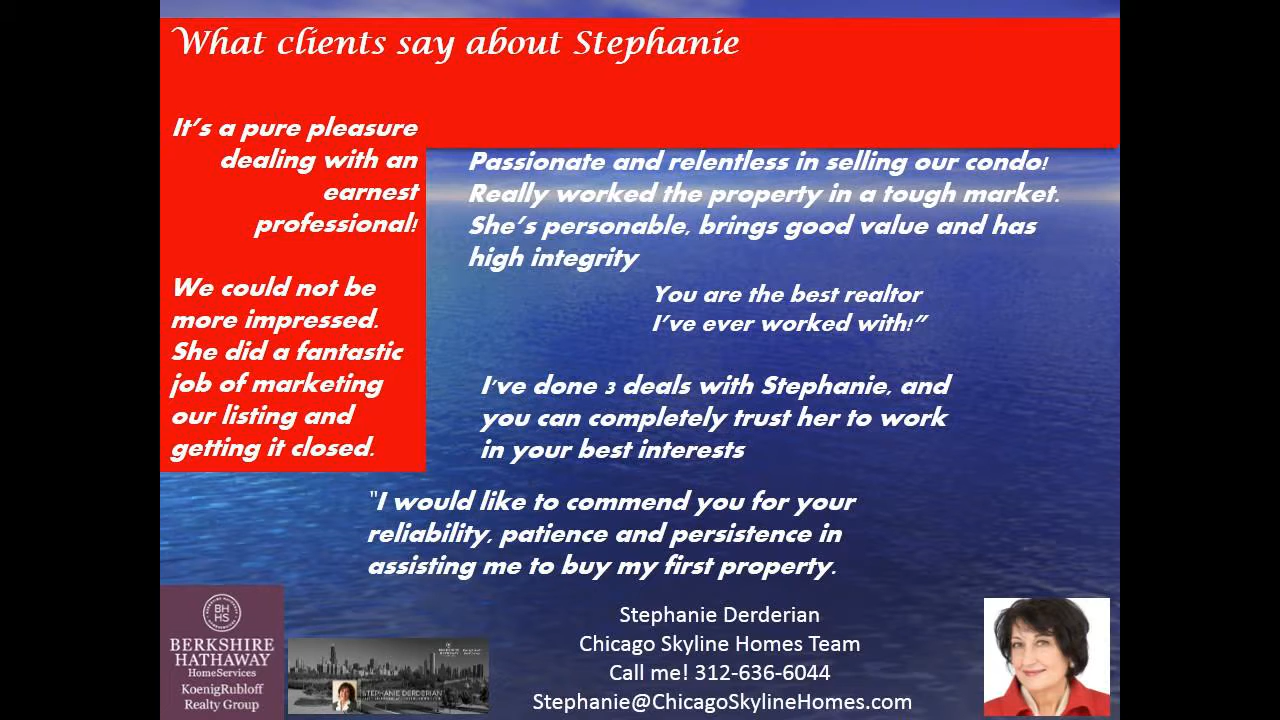 What clients say about Stephanie
It's a pure pleasure
dealing with an
earnest
professional!
We could not be
more impressed.
She did a fantastic
job of marketing
our listing and
getting it closed.
Passionate and relentless in selling our condo!
Really worked the property in a tough market.
She's personable, brings good value and has
high integrity
You are the best realtor
I've ever worked with!”
I've done 3 deals with Stephanie, and
you can completely trust her to work
in your best interests
"I would like to commend you for your
reliability, patience and persistence in
assisting me to buy my first property.
BH
HS
BERKSHIRE
HATHAWAY
HomeServices
KoenigRubloff
Realty Group
STEPHANIE DERDERIAN
Stephanie Derderian
Chicago Skyline Homes Team
Call me! 312-636-6044
Stephanie@ChicagoSkylineHomes.com